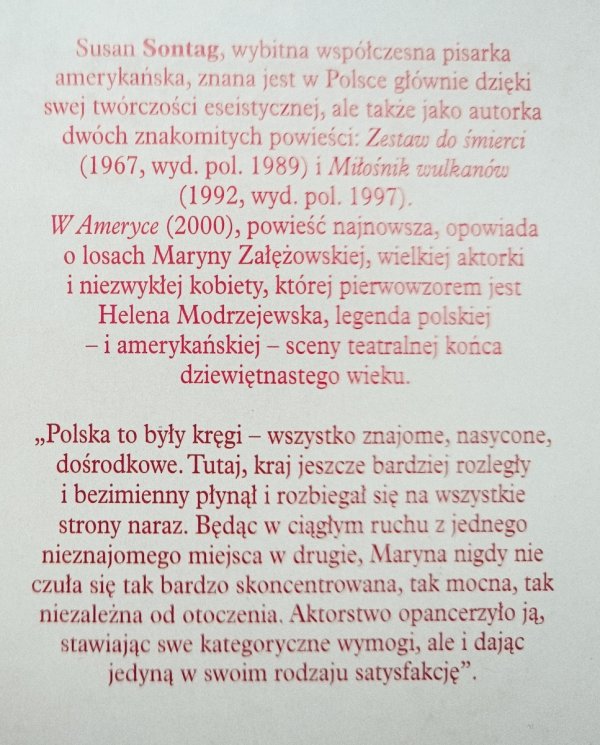 Susan Sontag, wybitna współczesna pisarka
amerykańska, znana jest w Polsce głównie dzięki
swej twórczości eseistycznej, ale także jako autorka
dwóch znakomitych powieści: Zestaw do śmierci
(1967, wyd. pol. 1989) i Miłośnik wulkanów
(1992, wyd. pol. 1997).
W Ameryce (2000), powieść najnowsza, opowiada
o losach Maryny Załężowskiej, wielkiej aktorki
i niezwykłej kobiety, której pierwowzorem jest
Helena Modrzejewska, legenda polskiej
– i amerykańskiej – sceny teatralnej końca
dziewiętnastego wieku.
„Polska to były kręgi – wszystko znajome, nasycone,
dośrodkowe. Tutaj, kraj jeszcze bardziej rozległy
i bezimienny płynął i rozbiegał się na wszystkie
strony naraz. Będąc w ciągłym ruchu z jednego
nieznajomego miejsca w drugie, Maryna nigdy nie
czuła się tak bardzo skoncentrowana, tak mocna, tak
niezależna od otoczenia. Aktorstwo opancerzyło ją,
stawiając swe kategoryczne wymogi, ale i dając
jedyną w swoim rodzaju satysfakcję”.